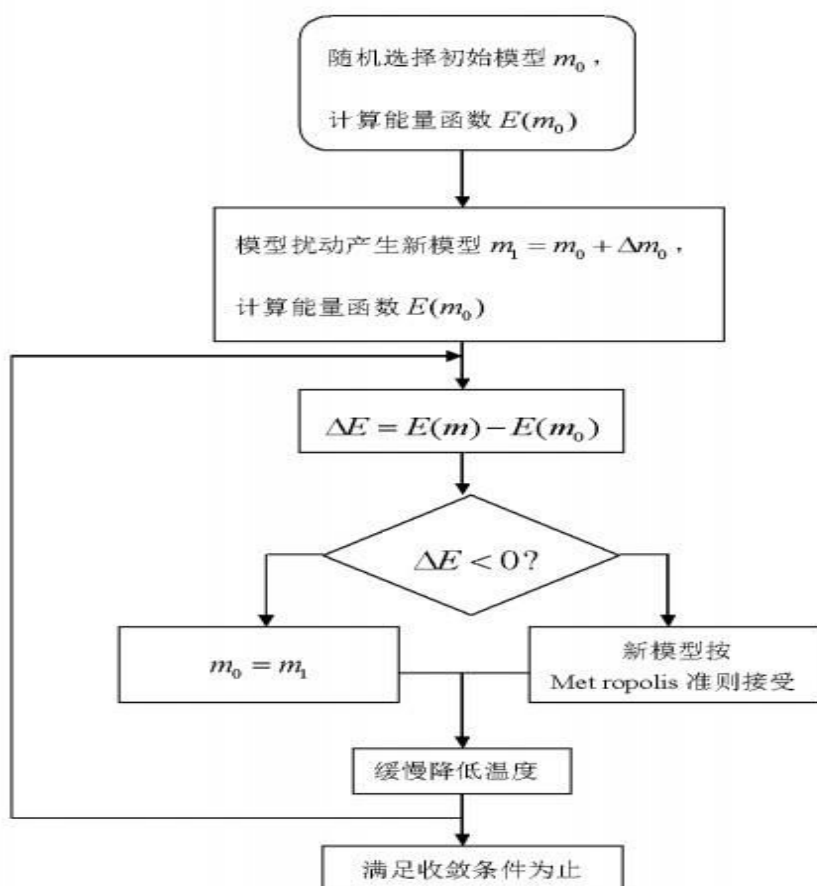 随机选择初始模型 m₀，
计算能量函数 E(m₀)
模型扰动产生新模型 m₁ = m₀ + Δm₀，
计算能量函数 E(m₀)
ΔE = E(m) − E(m₀)
ΔE < 0?
m₀ = m₁
新模型按
Met ropolis 准则接受
缓慢降低温度
满足收敛条件为止